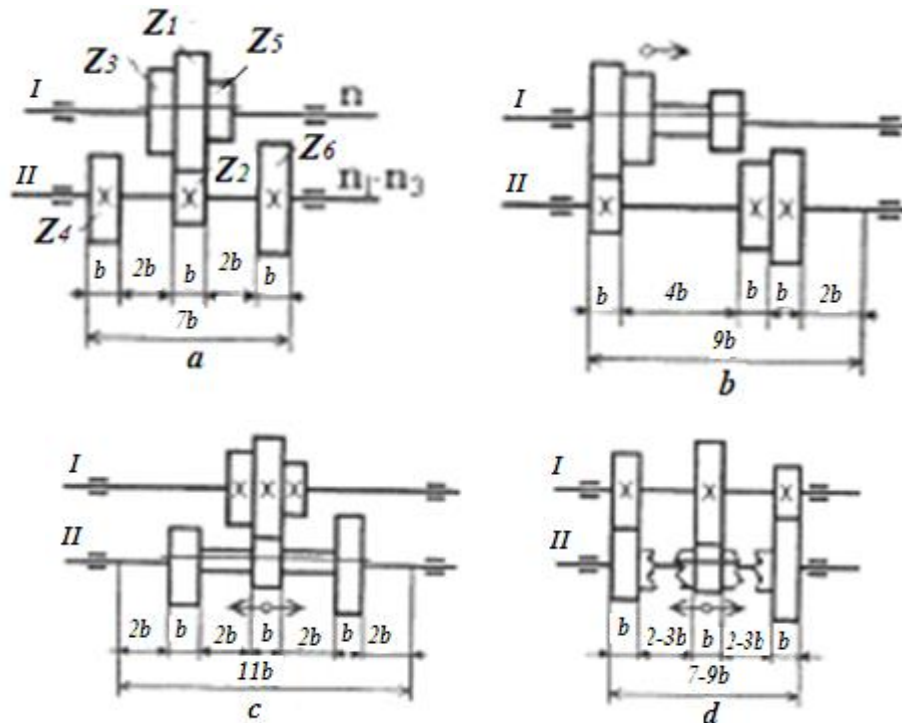 Z1
Z3 Z5
I n
Z6
II Z2 n1-n3
Z4
b 2b b 2b b
7b
a
I
II
b 4b b b 2b
9b
b
I
II
2b b 2b b 2b b 2b
11b
c
I
II
b 2-3b b 2-3b b
7-9b
d